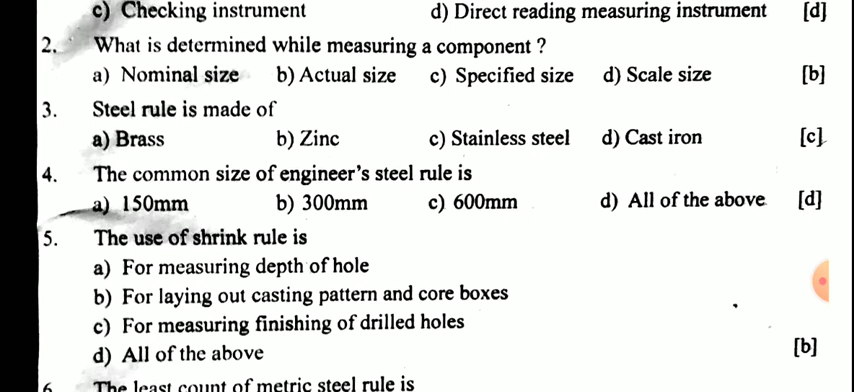 c) Checking instrument d) Direct reading measuring instrument [d]
2. What is determined while measuring a component ?
a) Nominal size b) Actual size c) Specified size d) Scale size [b]
3. Steel rule is made of
a) Brass b) Zinc c) Stainless steel d) Cast iron [c]
4. The common size of engineer's steel rule is
a) 150mm b) 300mm c) 600mm d) All of the above [d]
5. The use of shrink rule is
a) For measuring depth of hole
b) For laying out casting pattern and core boxes
c) For measuring finishing of drilled holes
d) All of the above [b]
6. The least count of metric steel rule is